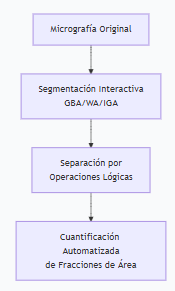 Micrografía Original
Segmentación Interactiva
GBA/WA/IGA
Separación por
Operaciones Lógicas
Cuantificación
Automatizada
de Fracciones de Área